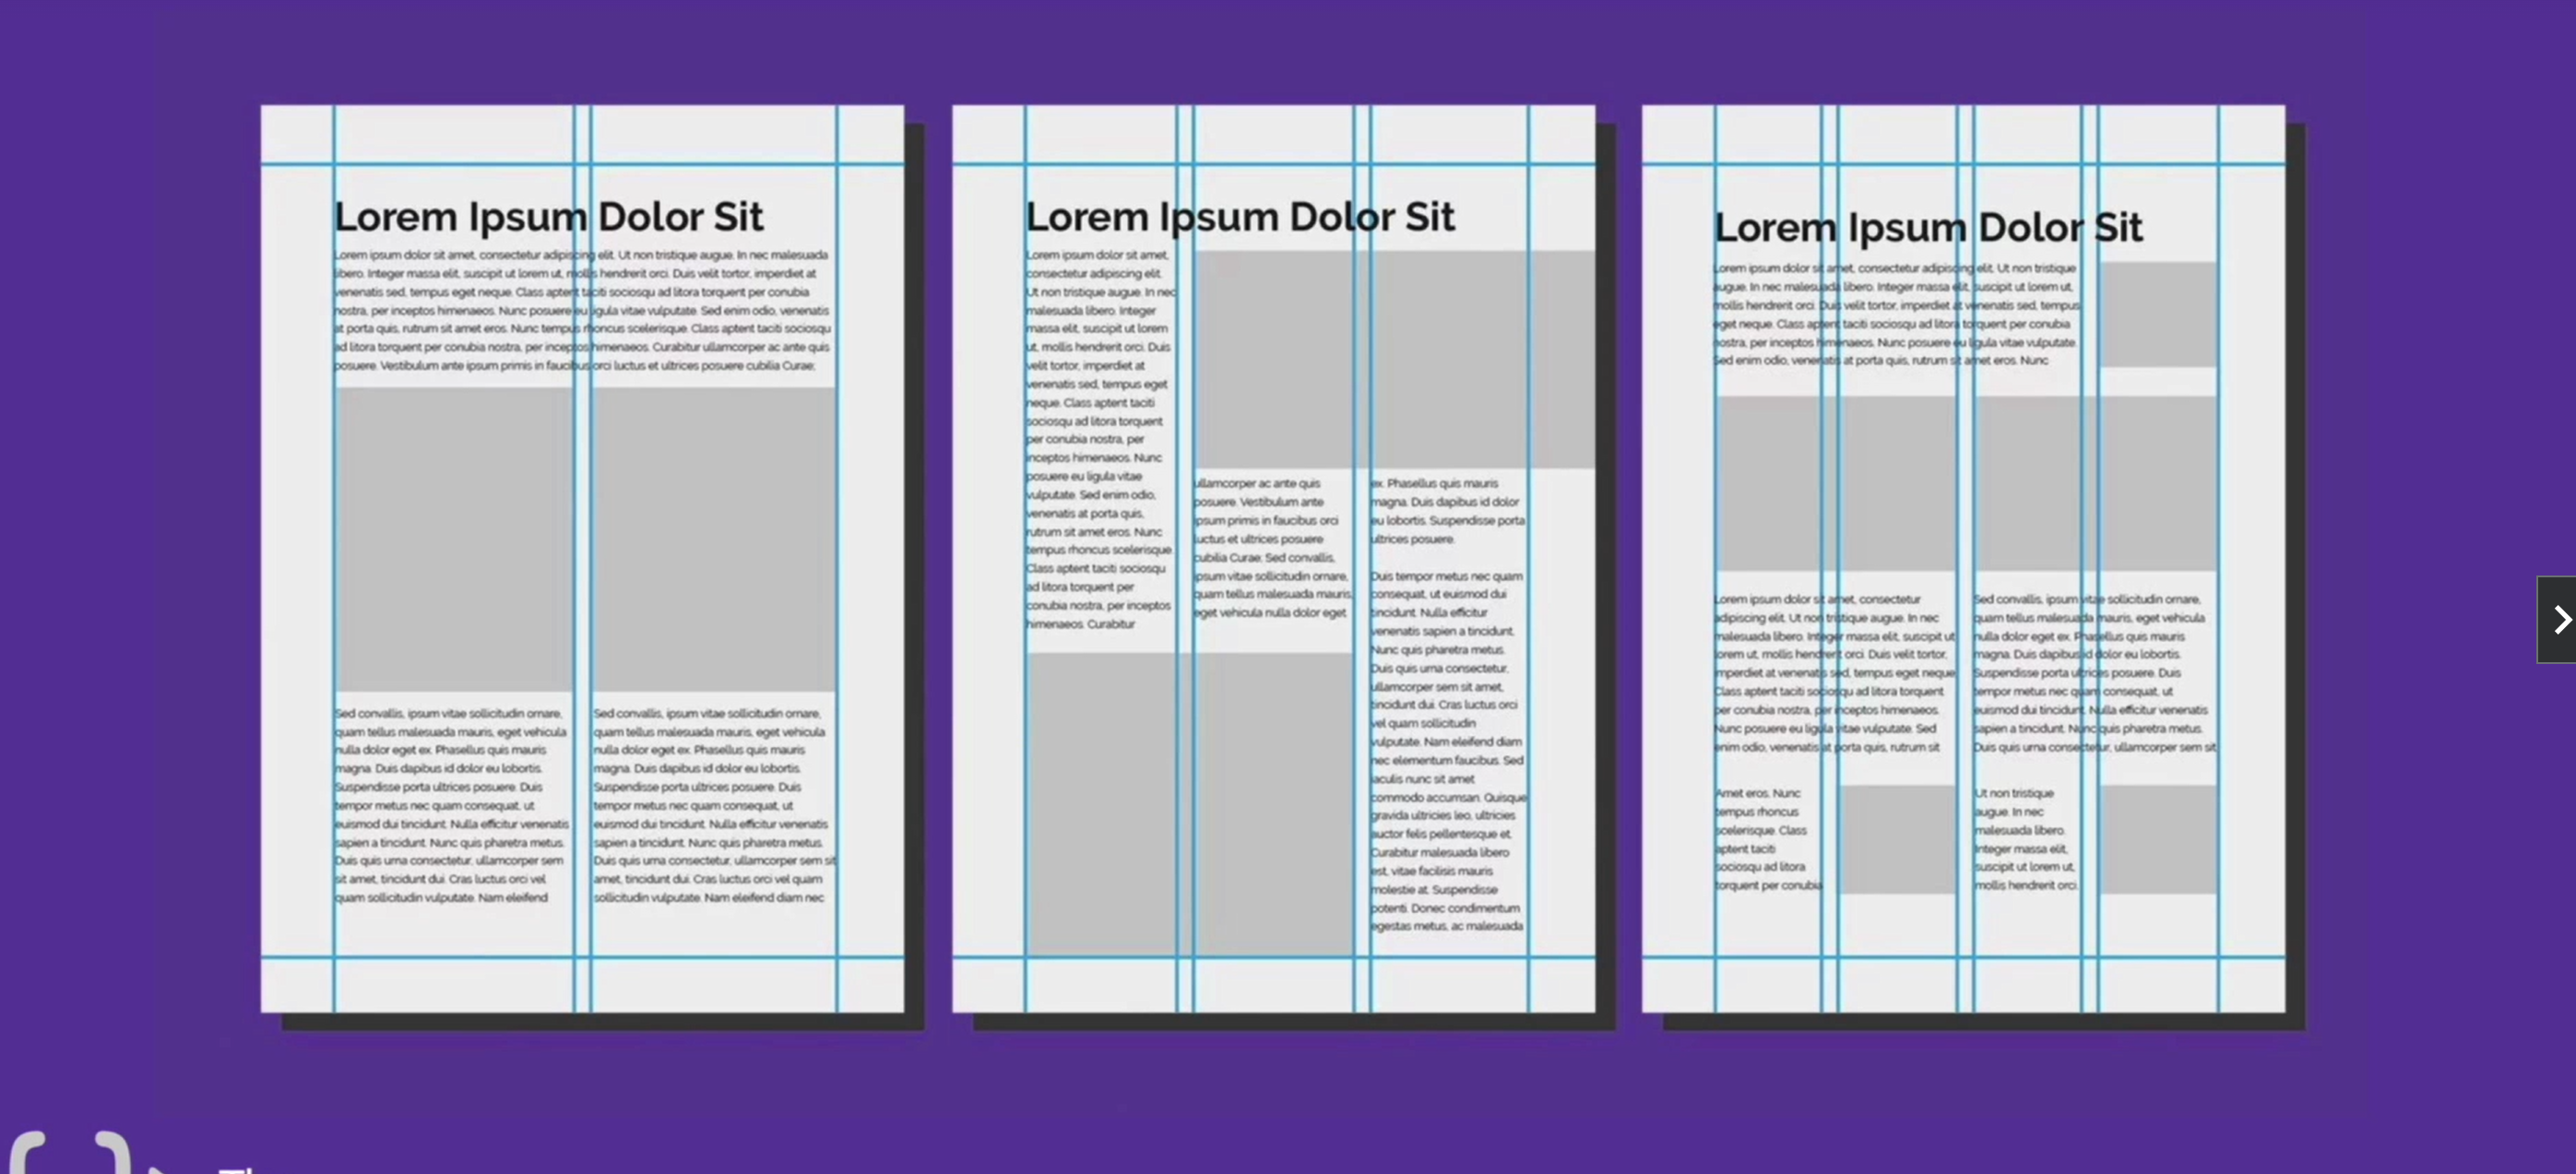 Lorem Ipsum Dolor Sit
Lorem ipsum dolor sit amet, consectetur adipiscing elit. Ut non tristique augue. In nec malesuada
libero. Integer massa elit, suscipit ut lorem ut, mollis hendrerit orci. Duis velit tortor, imperdiet at
venenatis sed, tempus eget neque. Class aptent taciti sociosqu ad litora torquent per conubia
nostra, per inceptos himenaeos. Nunc posuere eu ligula vitae vulputate. Sed enim odio, venenatis
at porta quis, rutrum sit amet eros. Nunc tempus rhoncus scelerisque. Class aptent taciti sociosqu
ad litora torquent per conubia nostra, per inceptos himenaeos. Curabitur ullamcorper ac ante quis
posuere. Vestibulum ante ipsum primis in faucibus orci luctus et ultrices posuere cubilia Curae;
Sed convallis, ipsum vitae sollicitudin ornare,
quam tellus malesuada mauris, eget vehicula
nulla dolor eget ex. Phasellus quis mauris
magna. Duis dapibus id dolor eu lobortis.
Suspendisse porta ultrices posuere. Duis
tempor metus nec quam consequat, ut
euismod dui tincidunt. Nulla efficitur venenatis
sapien a tincidunt. Nunc quis pharetra metus.
Duis quis urna consectetur, ullamcorper sem
sit amet, tincidunt dui. Cras luctus orci vel
quam sollicitudin vulputate. Nam eleifend
Sed convallis, ipsum vitae sollicitudin ornare,
quam tellus malesuada mauris, eget vehicula
nulla dolor eget ex. Phasellus quis mauris
magna. Duis dapibus id dolor eu lobortis.
Suspendisse porta ultrices posuere. Duis
tempor metus nec quam consequat, ut
euismod dui tincidunt. Nulla efficitur venenatis
sapien a tincidunt. Nunc quis pharetra metus.
Duis quis urna consectetur, ullamcorper sem sit
amet, tincidunt dui. Cras luctus orci vel quam
sollicitudin vulputate. Nam eleifend diam nec
Lorem Ipsum Dolor Sit
Lorem ipsum dolor sit amet,
consectetur adipiscing elit.
Ut non tristique augue. In nec
malesuada libero. Integer
massa elit, suscipit ut lorem
ut, mollis hendrerit orci. Duis
velit tortor, imperdiet at
venenatis sed, tempus eget
neque. Class aptent taciti
sociosqu ad litora torquent
per conubia nostra, per
inceptos himenaeos. Nunc
posuere eu ligula vitae
vulputate. Sed enim odio,
venenatis at porta quis,
rutrum sit amet eros. Nunc
tempus rhoncus scelerisque.
Class aptent taciti sociosqu
ad litora torquent per
conubia nostra, per inceptos
himenaeos. Curabitur
ullamcorper ac ante quis
posuere. Vestibulum ante
ipsum primis in faucibus orci
luctus et ultrices posuere
cubilia Curae; Sed convallis,
ipsum vitae sollicitudin ornare,
quam tellus malesuada mauris,
eget vehicula nulla dolor eget
ex. Phasellus quis mauris
magna. Duis dapibus id dolor
eu lobortis. Suspendisse porta
ultrices posuere.
Duis tempor metus nec quam
consequat, ut euismod dui
tincidunt. Nulla efficitur
venenatis sapien a tincidunt.
Nunc quis pharetra metus.
Duis quis urna consectetur,
ullamcorper sem sit amet,
tincidunt dui. Cras luctus orci
vel quam sollicitudin
vulputate. Nam eleifend diam
nec elementum faucibus. Sed
iaculis nunc sit amet
commodo accumsan. Quisque
gravida ultricies leo, ultricies
auctor felis pellentesque et.
Curabitur malesuada libero
est, vitae facilisis mauris
molestie at. Suspendisse
potenti. Donec condimentum
egestas metus, ac malesuada
Lorem Ipsum Dolor Sit
Lorem ipsum dolor sit amet, consectetur adipiscing elit. Ut non tristique
augue. In nec malesuada libero. Integer massa elit, suscipit ut lorem ut,
mollis hendrerit orci. Duis velit tortor, imperdiet at venenatis sed, tempus
eget neque. Class aptent taciti sociosqu ad litora torquent per conubia
nostra, per inceptos himenaeos. Nunc posuere eu ligula vitae vulputate.
Sed enim odio, venenatis at porta quis, rutrum sit amet eros. Nunc
Lorem ipsum dolor sit amet, consectetur
adipiscing elit. Ut non tristique augue. In nec
malesuada libero. Integer massa elit, suscipit ut
lorem ut, mollis hendrerit orci. Duis velit tortor,
imperdiet at venenatis sed, tempus eget neque.
Class aptent taciti sociosqu ad litora torquent
per conubia nostra, per inceptos himenaeos.
Nunc posuere eu ligula vitae vulputate. Sed
enim odio, venenatis at porta quis, rutrum sit
Sed convallis, ipsum vitae sollicitudin ornare,
quam tellus malesuada mauris, eget vehicula
nulla dolor eget ex. Phasellus quis mauris
magna. Duis dapibus id dolor eu lobortis.
Suspendisse porta ultrices posuere. Duis
tempor metus nec quam consequat, ut
euismod dui tincidunt. Nulla efficitur venenatis
sapien a tincidunt. Nunc quis pharetra metus.
Duis quis urna consectetur, ullamcorper sem sit
Amet eros. Nunc
tempus rhoncus
scelerisque. Class
aptent taciti
sociosqu ad litora
torquent per conubia
Ut non tristique
augue. In nec
malesuada libero.
Integer massa elit,
suscipit ut lorem ut,
mollis hendrerit orci.